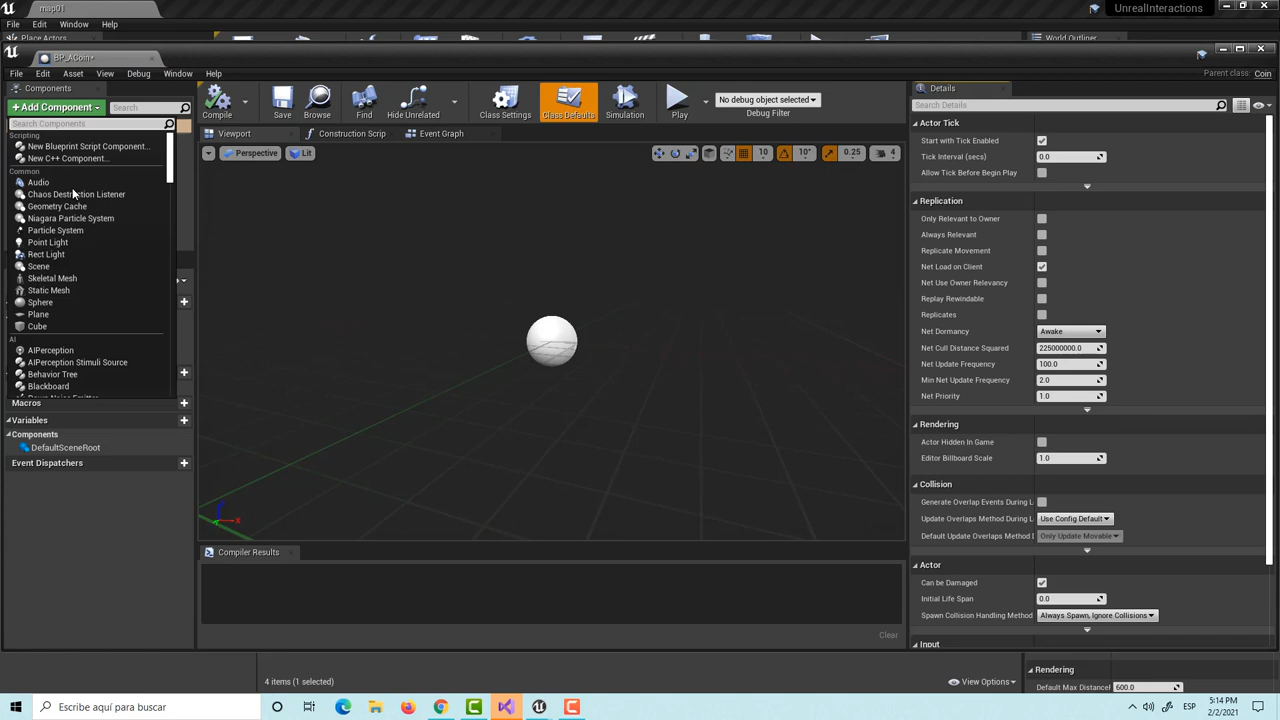 map01
UnrealInteractions
File Edit Window Help
Place Actors
World Outliner
BP_ACoin*
File Edit Asset View Debug Window Help
Parent class: Coin
Components
+ Add Component
Search
Search Components
Scripting
New Blueprint Script Component...
New C++ Component...
Common
Audio
Chaos Destruction Listener
Geometry Cache
Niagara Particle System
Particle System
Point Light
Rect Light
Scene
Skeletal Mesh
Static Mesh
Sphere
Plane
Cube
AI
AIPerception
AIPerception Stimuli Source
Behavior Tree
Blackboard
Macros
Variables
Components
DefaultSceneRoot
Event Dispatchers
Compile
Save
Browse
Find
Hide Unrelated
Class Settings
Class Defaults
Simulation
Play
No debug object selected
Debug Filter
Viewport
Construction Scrip
Event Graph
Perspective
Lit
10
10°
0.25
4
X
Compiler Results
Clear
Details
Search Details
Actor Tick
Start with Tick Enabled
Tick Interval (secs) 0.0
Allow Tick Before Begin Play
Replication
Only Relevant to Owner
Always Relevant
Replicate Movement
Net Load on Client
Net Use Owner Relevancy
Replay Rewindable
Replicates
Net Dormancy Awake
Net Cull Distance Squared 225000000.0
Net Update Frequency 100.0
Min Net Update Frequency 2.0
Net Priority 1.0
Rendering
Actor Hidden In Game
Editor Billboard Scale 1.0
Collision
Generate Overlap Events During L
Update Overlaps Method During L Use Config Default
Default Update Overlaps Method Only Update Movable
Actor
Can be Damaged
Initial Life Span 0.0
Spawn Collision Handling Method Always Spawn, Ignore Collisions
Input
4 items (1 selected)
View Options
Rendering
Default Max Distance 600.0
Escribe aquí para buscar
ESP
5:14 PM
2/2/2021